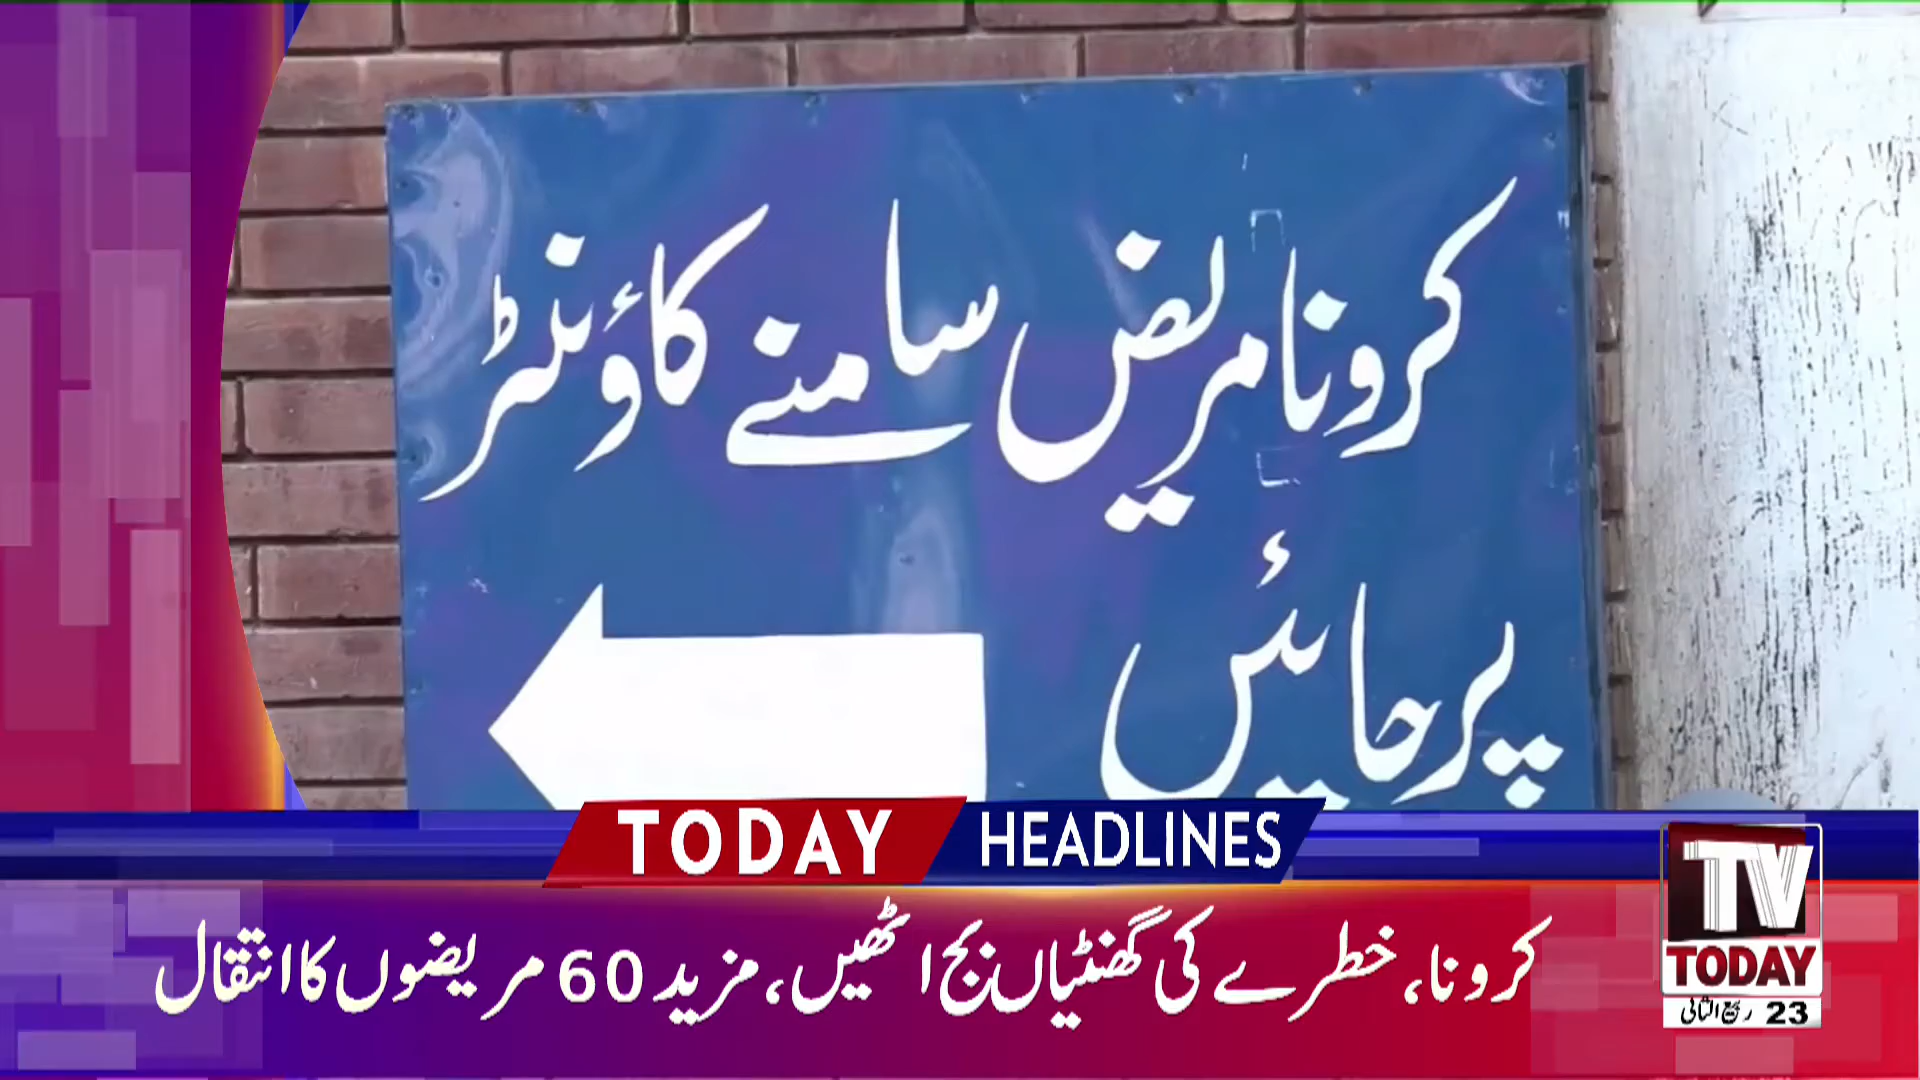 کرونا مریض سامنے کاؤنٹر
پر جائیں
TODAY HEADLINES
کرونا، خطرے کی گھنٹیاں بج اٹھیں، مزید 60 مریضوں کا انتقال
TV
TODAY
23 ربیع الثانی